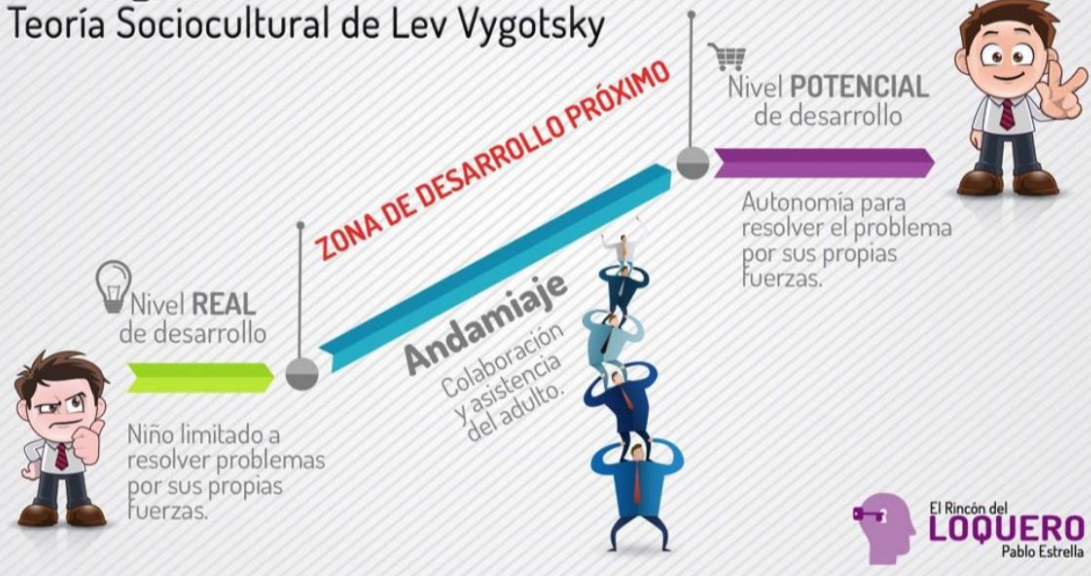 Teoría Sociocultural de Lev Vygotsky
ZONA DE DESARROLLO PRÓXIMO
Nivel POTENCIAL
de desarrollo
Autonomía para
resolver el problema
por sus propias
fuerzas.
Nivel REAL
de desarrollo
Andamiaje
Colaboración
y asistencia
del adulto.
Niño limitado a
resolver problemas
por sus propias
fuerzas.
El Rincón del
LOQUERO
Pablo Estrella